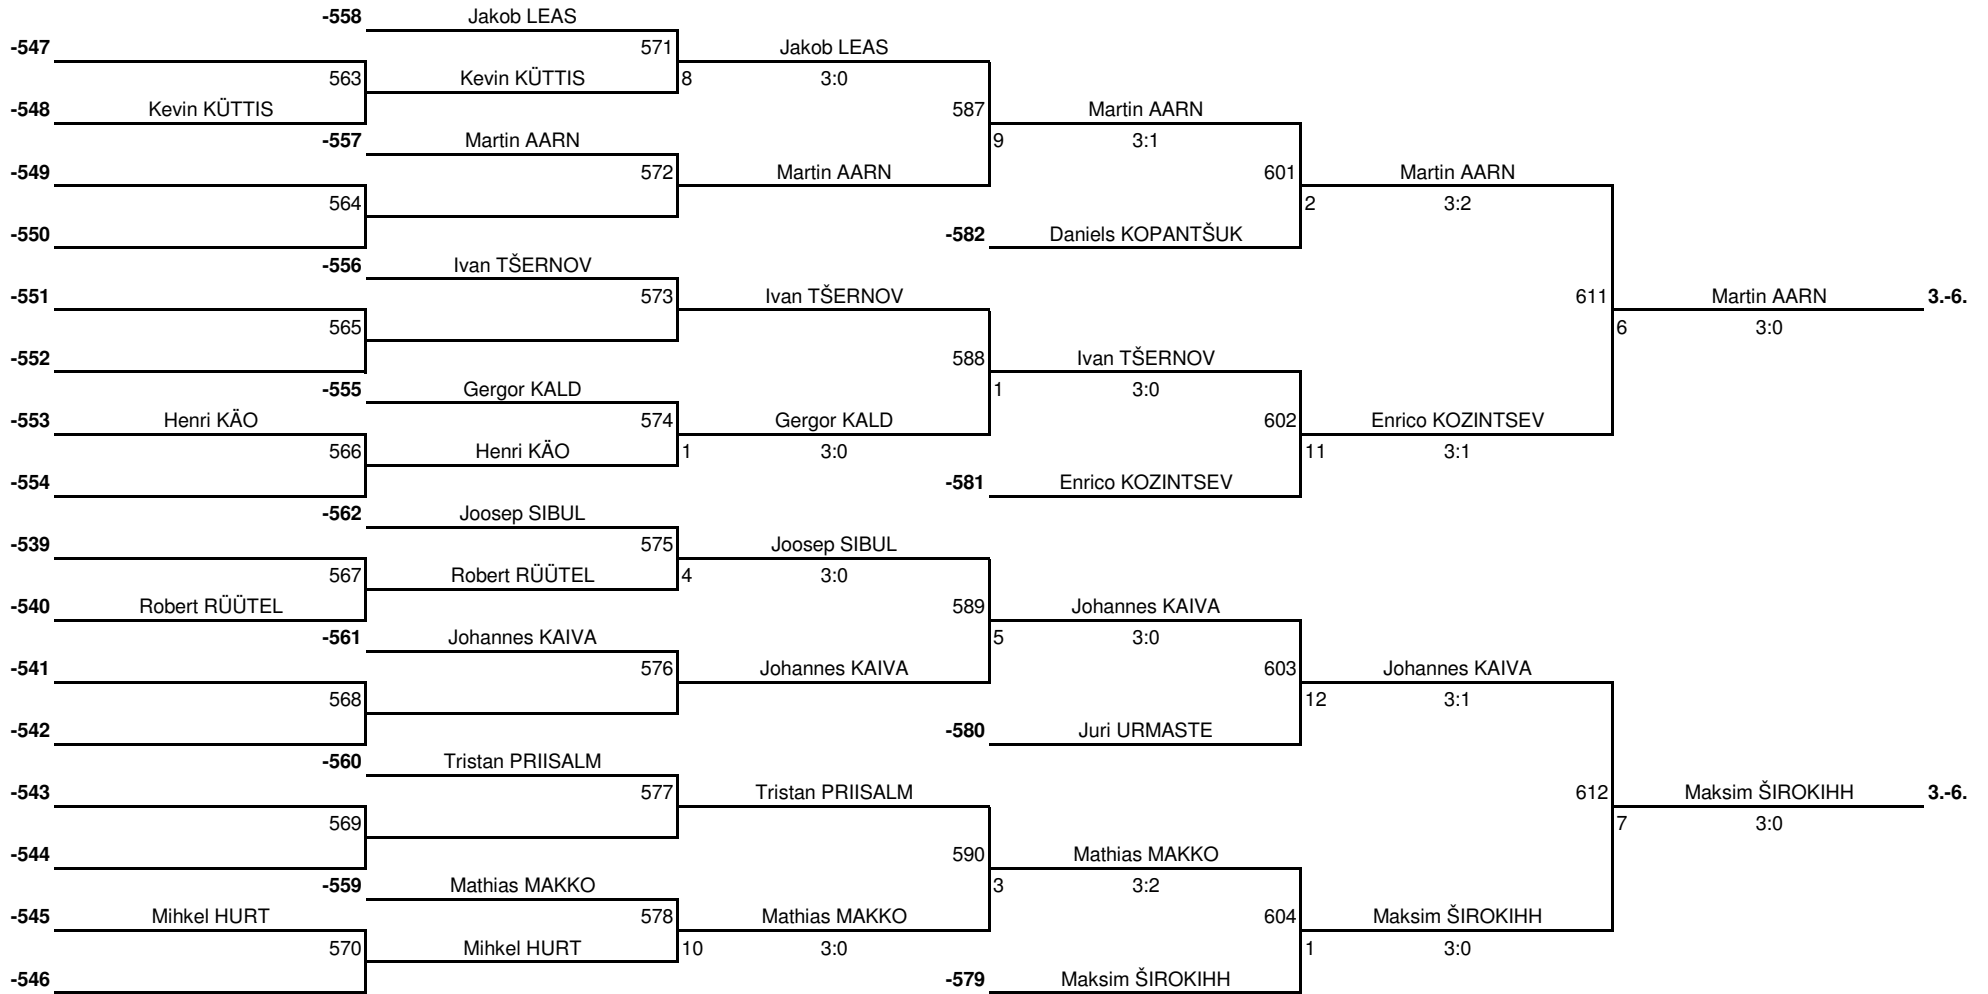 -558 Jakob LEAS
-547 571 Jakob LEAS
563 Kevin KÜTTIS 8 3:0
-548 Kevin KÜTTIS 587 Martin AARN
-557 Martin AARN 9 3:1
-549 572 Martin AARN 601 Martin AARN
564 2 3:2
-550 -582 Daniels KOPANTŠUK
-556 Ivan TŠERNOV
-551 573 Ivan TŠERNOV 611 Martin AARN 3.-6.
565 6 3:0
-552 588 Ivan TŠERNOV
-555 Gergor KALD 1 3:0
-553 Henri KÄO 574 Gergor KALD 602 Enrico KOZINTSEV
566 Henri KÄO 1 3:0 11 3:1
-554 -581 Enrico KOZINTSEV
-562 Joosep SIBUL
-539 575 Joosep SIBUL
567 Robert RÜÜTEL 4 3:0
-540 Robert RÜÜTEL 589 Johannes KAIVA
-561 Johannes KAIVA 5 3:0
-541 576 Johannes KAIVA 603 Johannes KAIVA
568 12 3:1
-542 -580 Juri URMASTE
-560 Tristan PRIISALM
-543 577 Tristan PRIISALM 612 Maksim ŠIROKIHH 3.-6.
569 7 3:0
-544 590 Mathias MAKKO
-559 Mathias MAKKO 3 3:2
-545 Mihkel HURT 578 Mathias MAKKO 604 Maksim ŠIROKIHH
570 Mihkel HURT 10 3:0 1 3:0
-546 -579 Maksim ŠIROKIHH